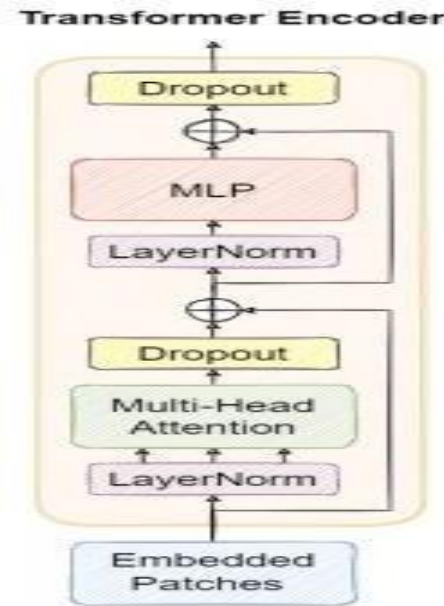 Transformer Encoder
Dropout
MLP
LayerNorm
Dropout
Multi-Head
Attention
LayerNorm
Embedded
Patches